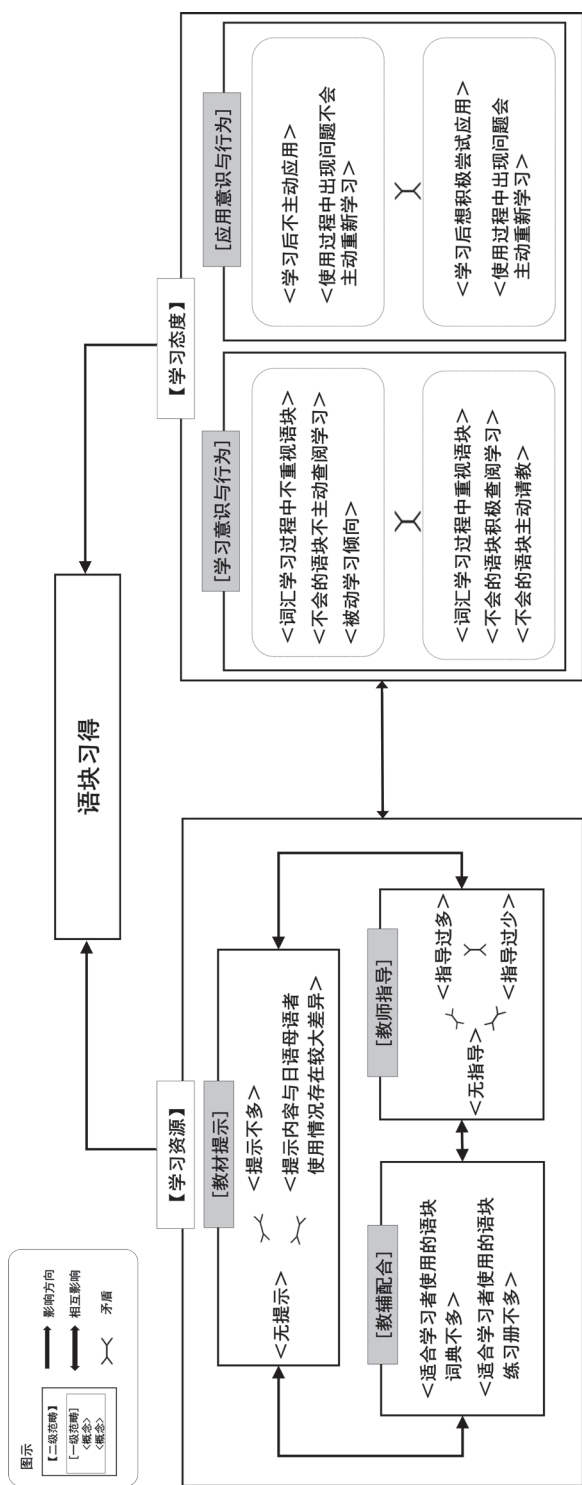 图示
【二级范畴】
[一级范畴]
<概念>
<概念>
影响方向
相互影响
矛盾
语块习得
【学习资源】
[教材提示]
<无提示>
<提示不多>
<提示内容与日语母语者
使用情况存在较大差异>
[教辅配合]
<适合学习者使用的语块
词典不多>
<适合学习者使用的语块
练习册不多>
[教师指导]
<无指导>
<指导过多>
<指导过少>
【学习态度】
[学习意识与行为]
<词汇学习过程中不重视语块>
<不会的语块不主动查阅学习>
<被动学习倾向>
<词汇学习过程中重视语块>
<不会的语块积极查阅学习>
<不会的语块主动请教>
[应用意识与行为]
<学习后不主动应用>
<使用过程中出现问题不会
主动重新学习>
<学习后想积极尝试应用>
<使用过程中出现问题会
主动重新学习>